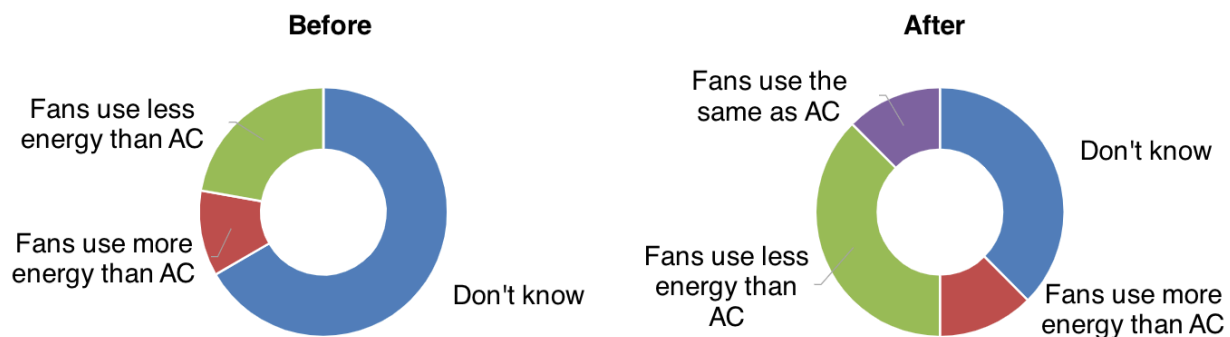 Before
Fans use less
energy than AC
Fans use more
energy than AC
Don't know
After
Fans use the
same as AC
Don't know
Fans use less
energy than
AC
Fans use more
energy than AC